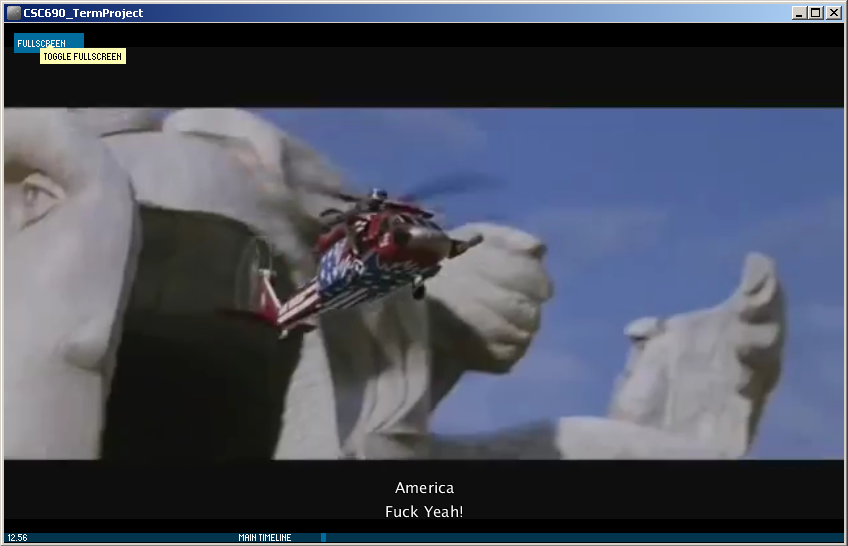 CSC690_TermProject
FULLSCREEN
TOGGLE FULLSCREEN
America
Fuck Yeah!
12.56
MAIN TIMELINE